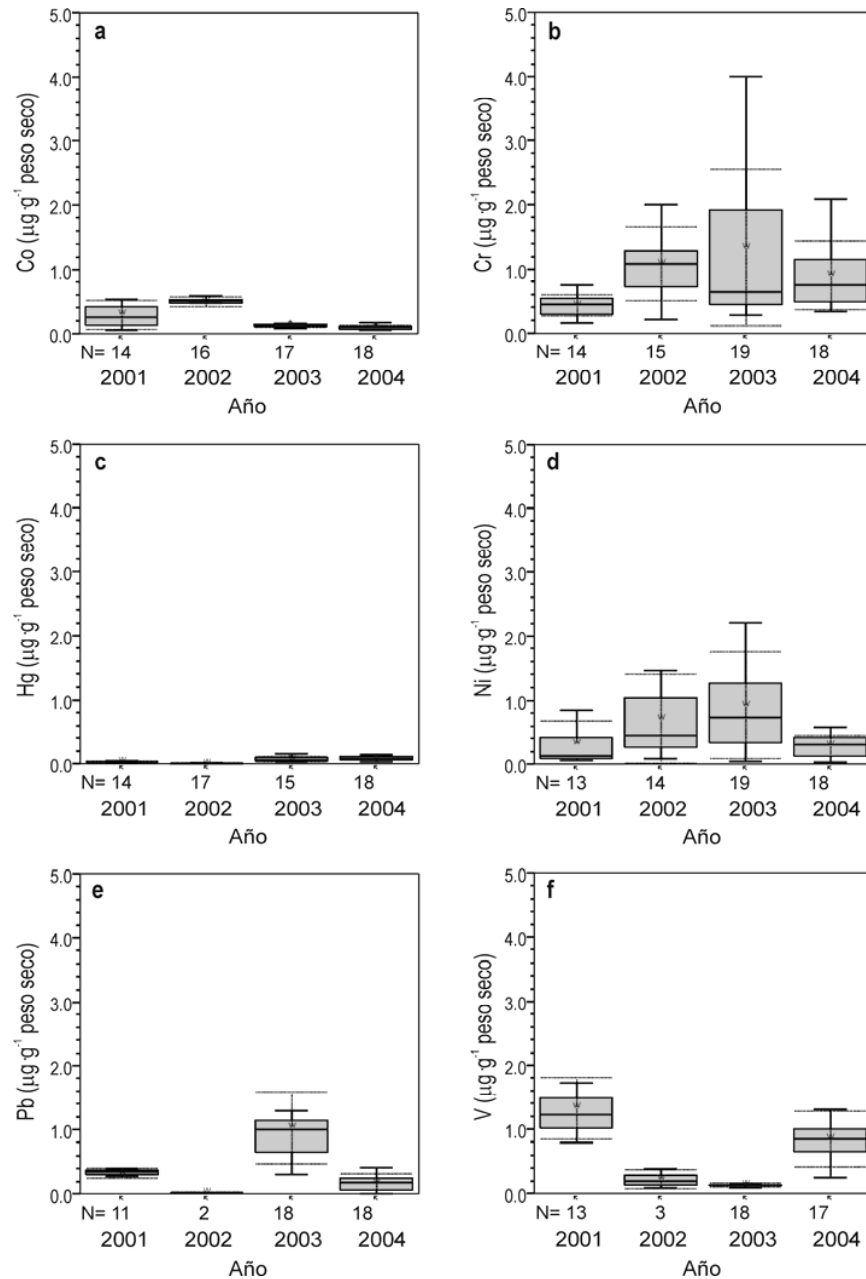 a
Co (µg·g⁻¹ peso seco)
5.0
4.0
3.0
2.0
1.0
0.0
N= 14 16 17 18
2001 2002 2003 2004
Año
b
Cr (µg·g⁻¹ peso seco)
5.0
4.0
3.0
2.0
1.0
0.0
14 15 19 18
2001 2002 2003 2004
Año
c
Hg (µg·g⁻¹ peso seco)
5.0
4.0
3.0
2.0
1.0
0.0
N= 14 17 15 18
2001 2002 2003 2004
Año
d
Ni (µg·g⁻¹ peso seco)
5.0
4.0
3.0
2.0
1.0
0.0
N= 13 14 19 18
2001 2002 2003 2004
Año
e
Pb (µg·g⁻¹ peso seco)
5.0
4.0
3.0
2.0
1.0
0.0
N= 11 2 18 18
2001 2002 2003 2004
Año
f
V (µg·g⁻¹ peso seco)
5.0
4.0
3.0
2.0
1.0
0.0
N= 13 3 18 17
2001 2002 2003 2004
Año